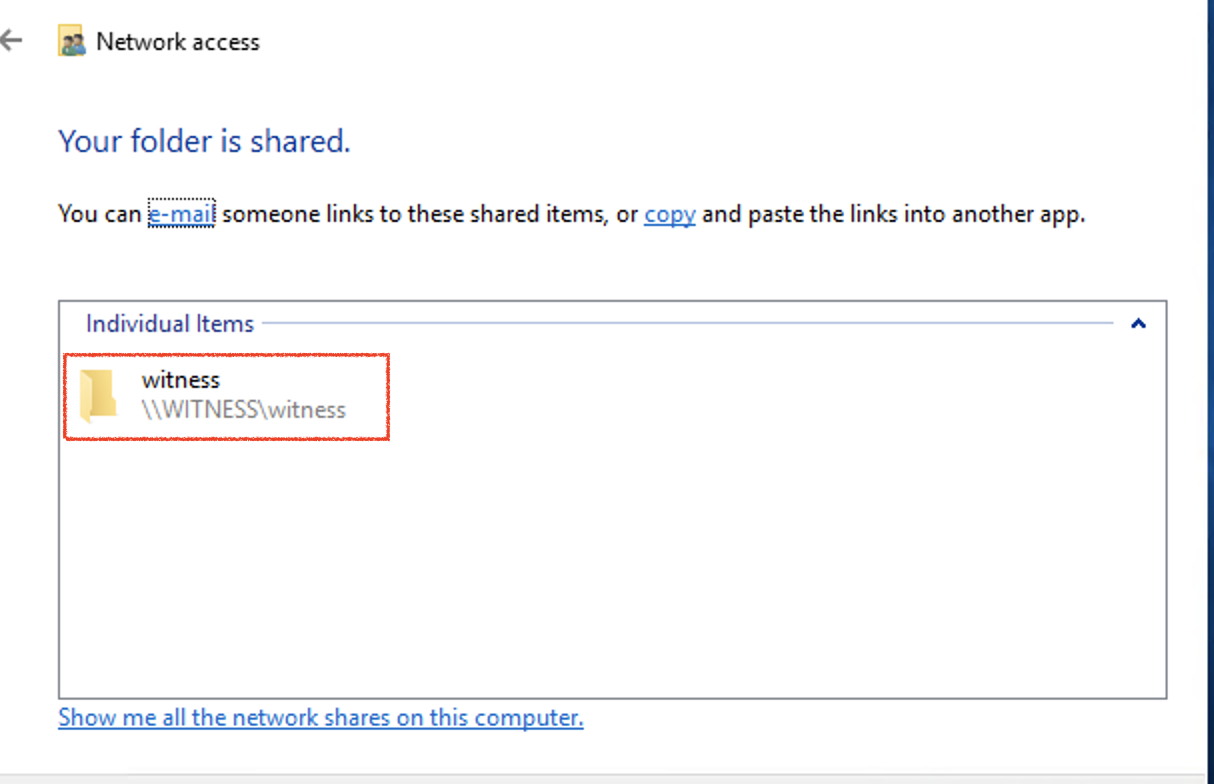 Network access
Your folder is shared.
You can e-mail someone links to these shared items, or copy and paste the links into another app.
Individual Items
witness
\\WITNESS\witness
Show me all the network shares on this computer.